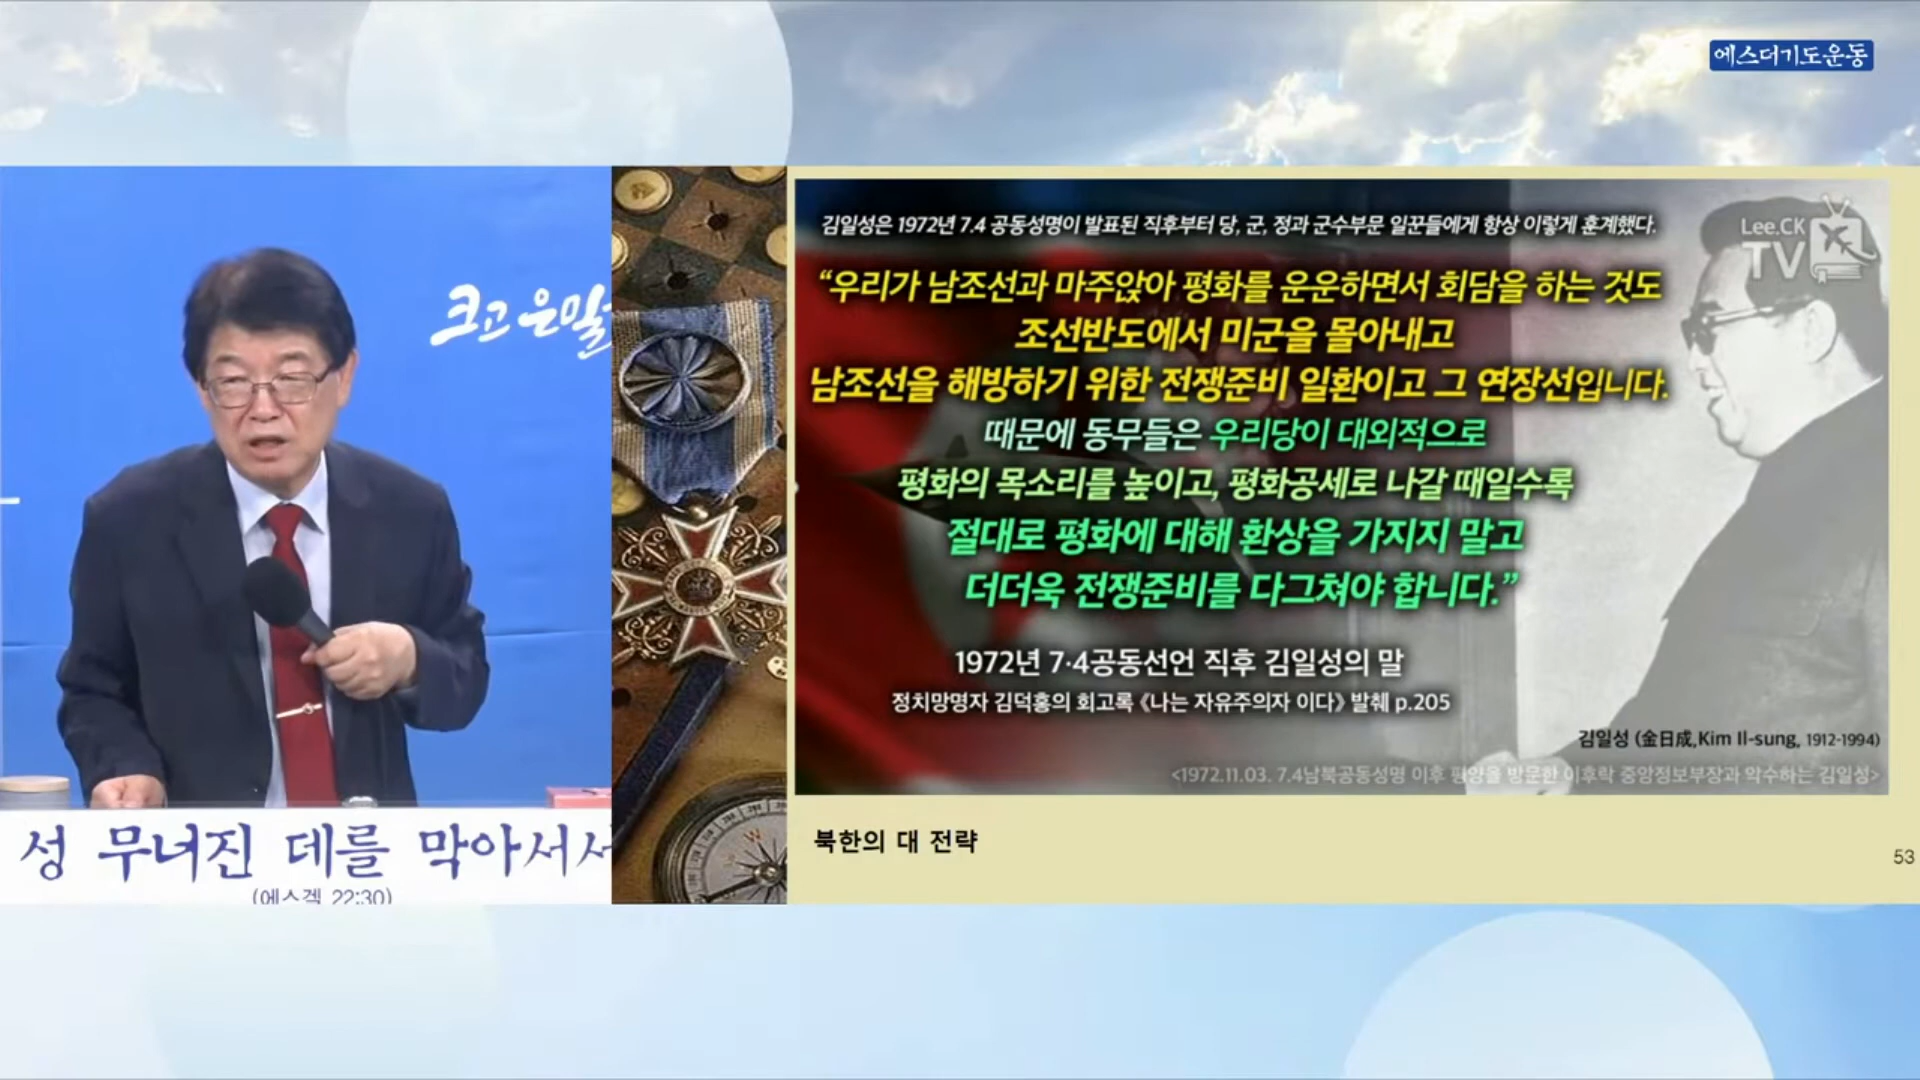 에스더기도운동
크고 은밀
성 무너진 데를 막아서서
(에스겔 22:30)
Lee.CK
TV
김일성은 1972년 7.4 공동성명이 발표된 직후부터 당, 군, 정과 군수부문 일꾼들에게 항상 이렇게 훈계했다.
“우리가 남조선과 마주앉아 평화를 운운하면서 회담을 하는 것도
조선반도에서 미군을 몰아내고
남조선을 해방하기 위한 전쟁준비 일환이고 그 연장선입니다.
때문에 동무들은 우리당이 대외적으로
평화의 목소리를 높이고, 평화공세로 나갈 때일수록
절대로 평화에 대해 환상을 가지지 말고
더더욱 전쟁준비를 다그쳐야 합니다.”
1972년 7·4공동선언 직후 김일성의 말
정치망명자 김덕홍의 회고록 《나는 자유주의자 이다》 발췌 p.205
김일성 (金日成,Kim Il-sung, 1912-1994)
<1972.11.03. 7.4남북공동성명 이후 평양을 방문한 이후락 중앙정보부장과 악수하는 김일성>
북한의 대 전략
53